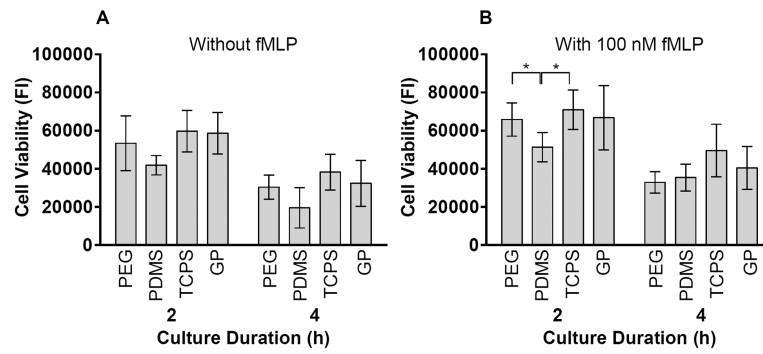 A
Without fMLP
Cell Viability (FI)
100000
80000
60000
40000
20000
0
PEG
PDMS
TCPS
GP
PEG
PDMS
TCPS
GP
2
4
Culture Duration (h)
B
With 100 nM fMLP
Cell Viability (FI)
100000
80000
60000
40000
20000
0
*
*
PEG
PDMS
TCPS
GP
PEG
PDMS
TCPS
GP
2
4
Culture Duration (h)